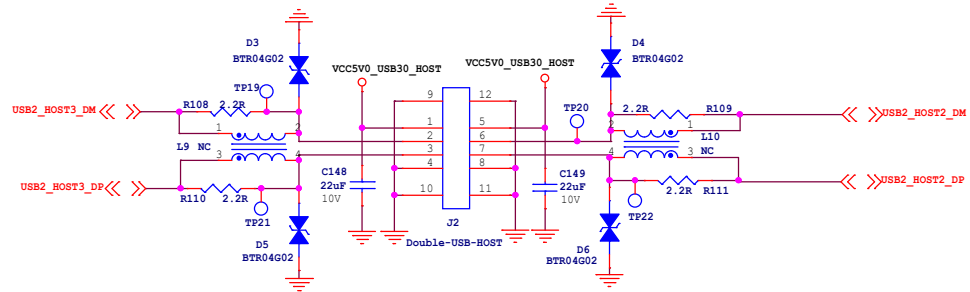 D3
BTR04G02
D4
BTR04G02
VCC5V0_USB30_HOST
VCC5V0_USB30_HOST
TP19
9
12
TP20
USB2_HOST3_DM
R108
2.2R
2.2R
R109
USB2_HOST2_DM
1
2
1
5
2
1
2
6
L9 NC
L10
NC
3
4
3
7
4
3
4
8
USB2_HOST3_DP
R110
2.2R
C148
22uF
10V
10
11
C149
22uF
10V
2.2R
R111
USB2_HOST2_DP
TP21
J2
TP22
D5
BTR04G02
Double-USB-HOST
D6
BTR04G02